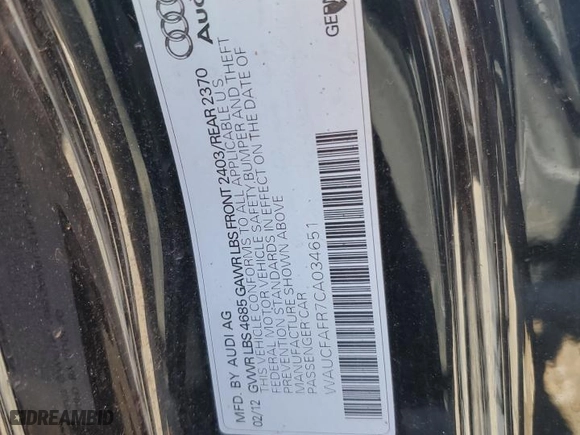 Aud
GE
MFD. BY AUDI AG
02/12 GVWR LBS 4685 GAWR LBS FRONT 2403/REAR 2370
THIS VEHICLE CONFORMS TO ALL APPLICABLE U.S.
FEDERAL MOTOR VEHICLE SAFETY BUMPER AND THEFT
PREVENTION STANDARDS IN EFFECT ON THE DATE OF
MANUFACTURE SHOWN ABOVE
PASSENGER CAR
WAUCFAFR7CA034651
DREAMBID